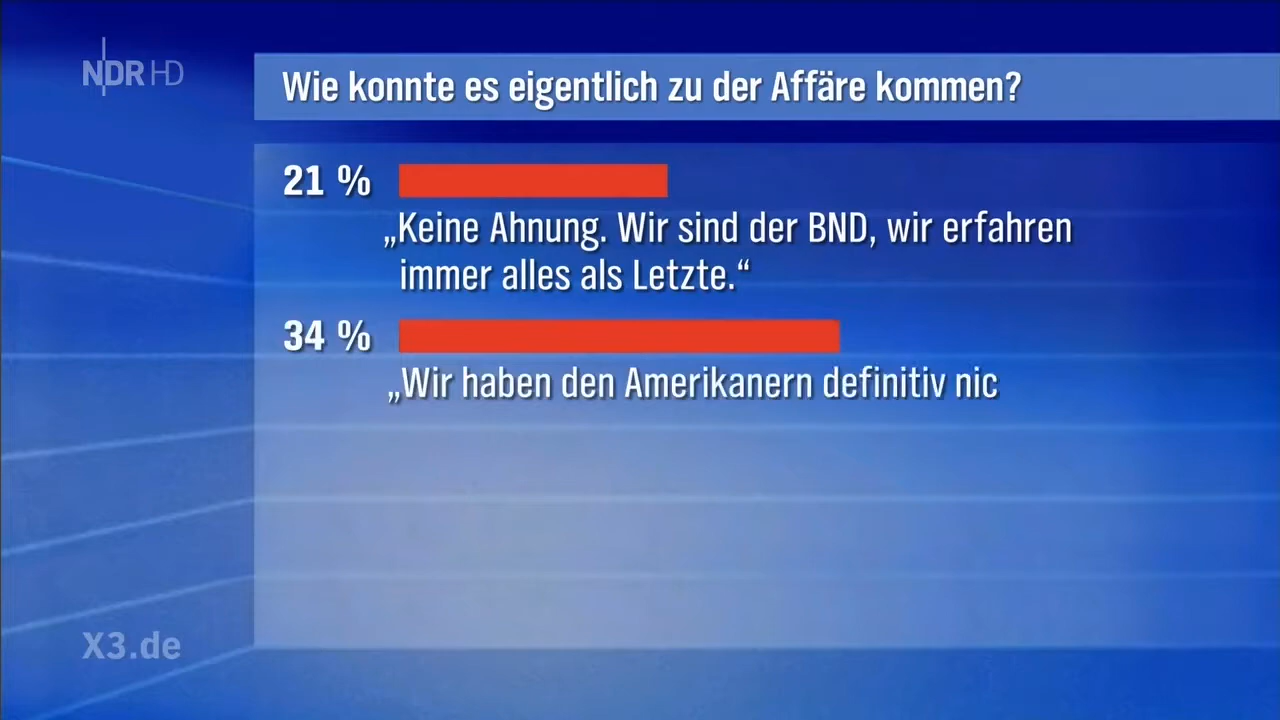 NDR HD
Wie konnte es eigentlich zu der Affäre kommen?
21 %
„Keine Ahnung. Wir sind der BND, wir erfahren
immer alles als Letzte.“
34 %
„Wir haben den Amerikanern definitiv nic
X3.de